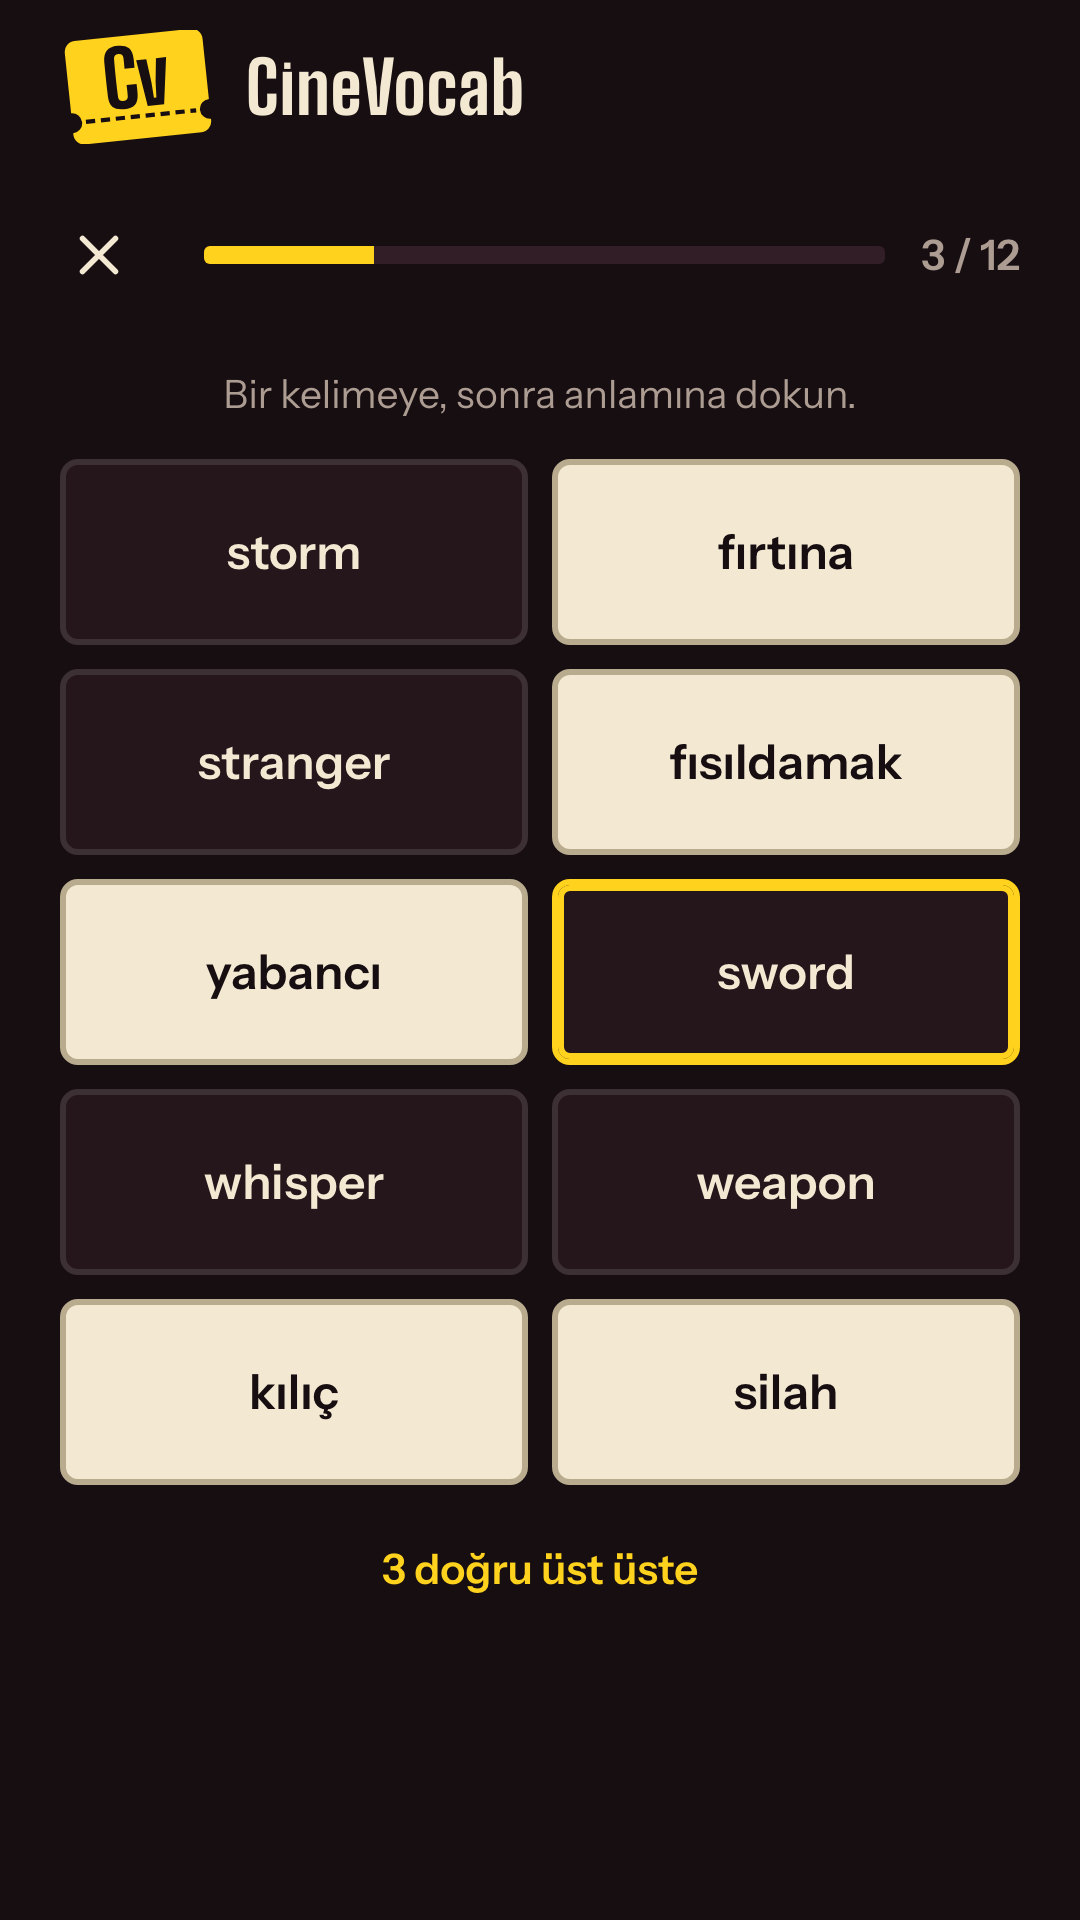 Cv
CineVocab
3 / 12
Bir kelimeye, sonra anlamına dokun.
storm
fırtına
stranger
fısıldamak
yabancı
sword
whisper
weapon
kılıç
silah
3 doğru üst üste